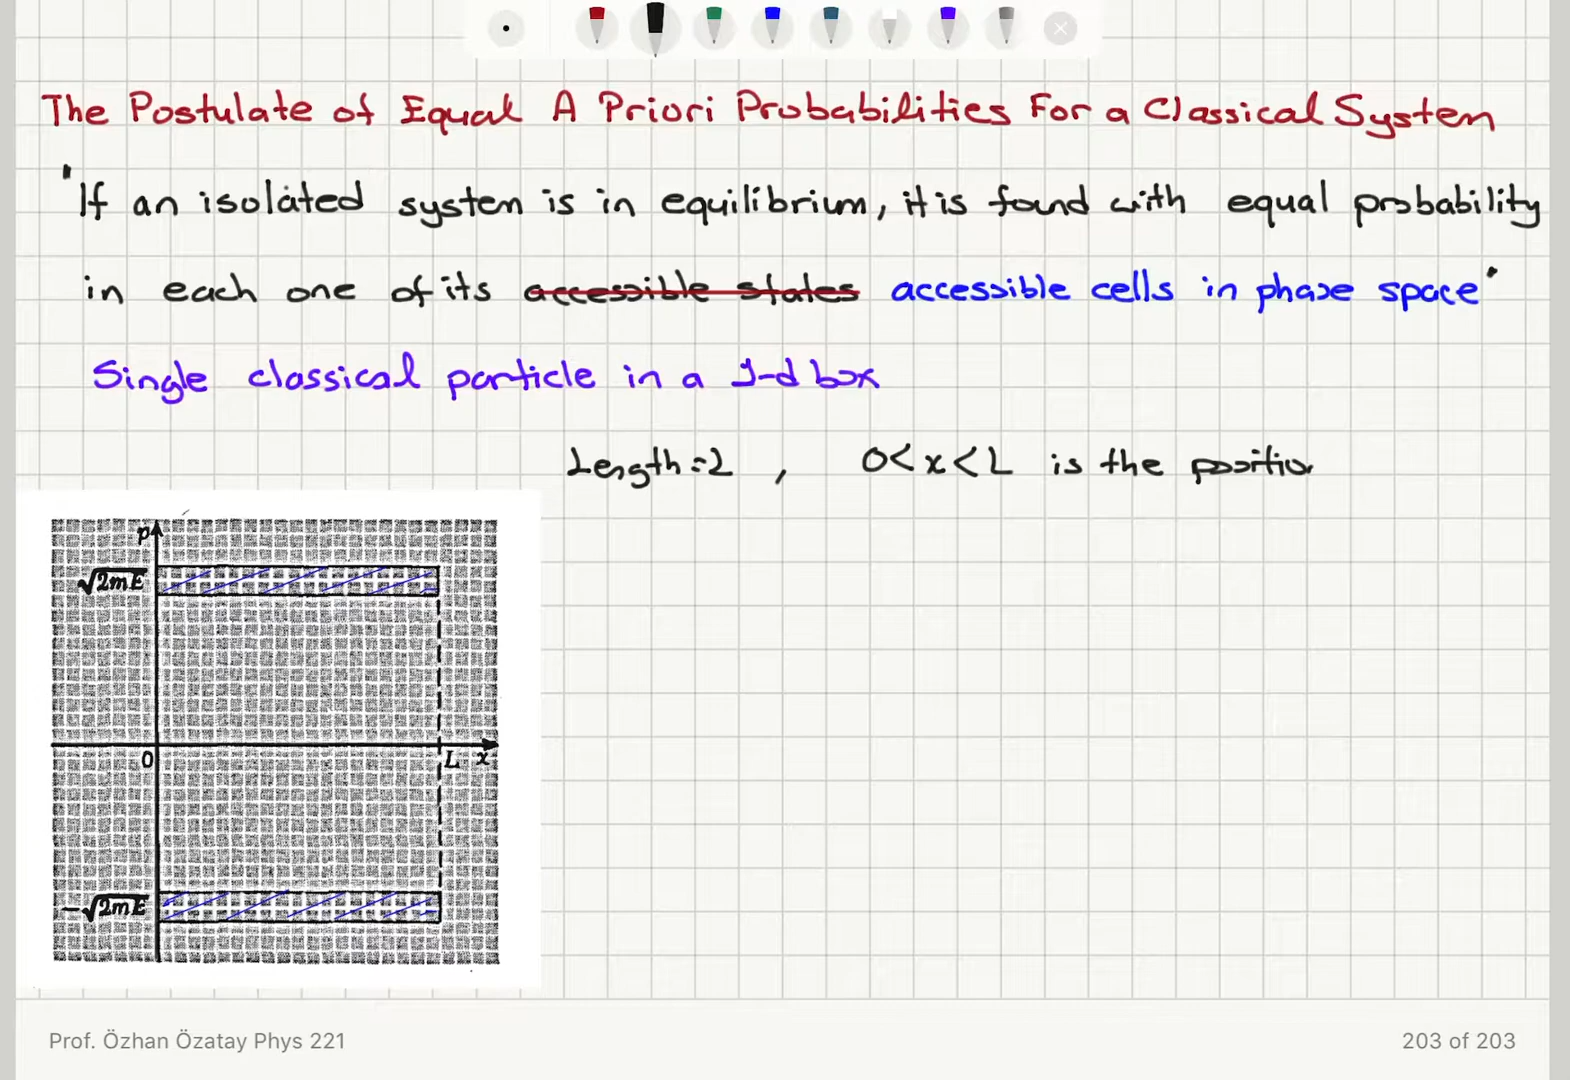 The Postulate of Equal A Priori Probabilities For a Classical System
"If an isolated system is in equilibrium, it is found with equal probability
in each one of its accessible states accessible cells in phase space"
Single classical particle in a 1-d box
Length = L , 0 < x < L is the position
p
√2mE
0 L x
-√2mE
Prof. Özhan Özatay Phys 221
203 of 203